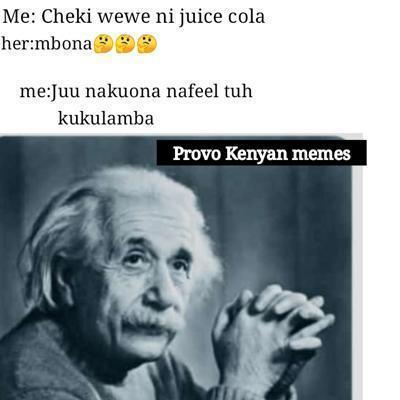 Me: Cheki wewe ni juice cola
her:mbona🤔🤔🤔
me:Juu nakuona nafeel tuh
kukulamba
Provo Kenyan memes